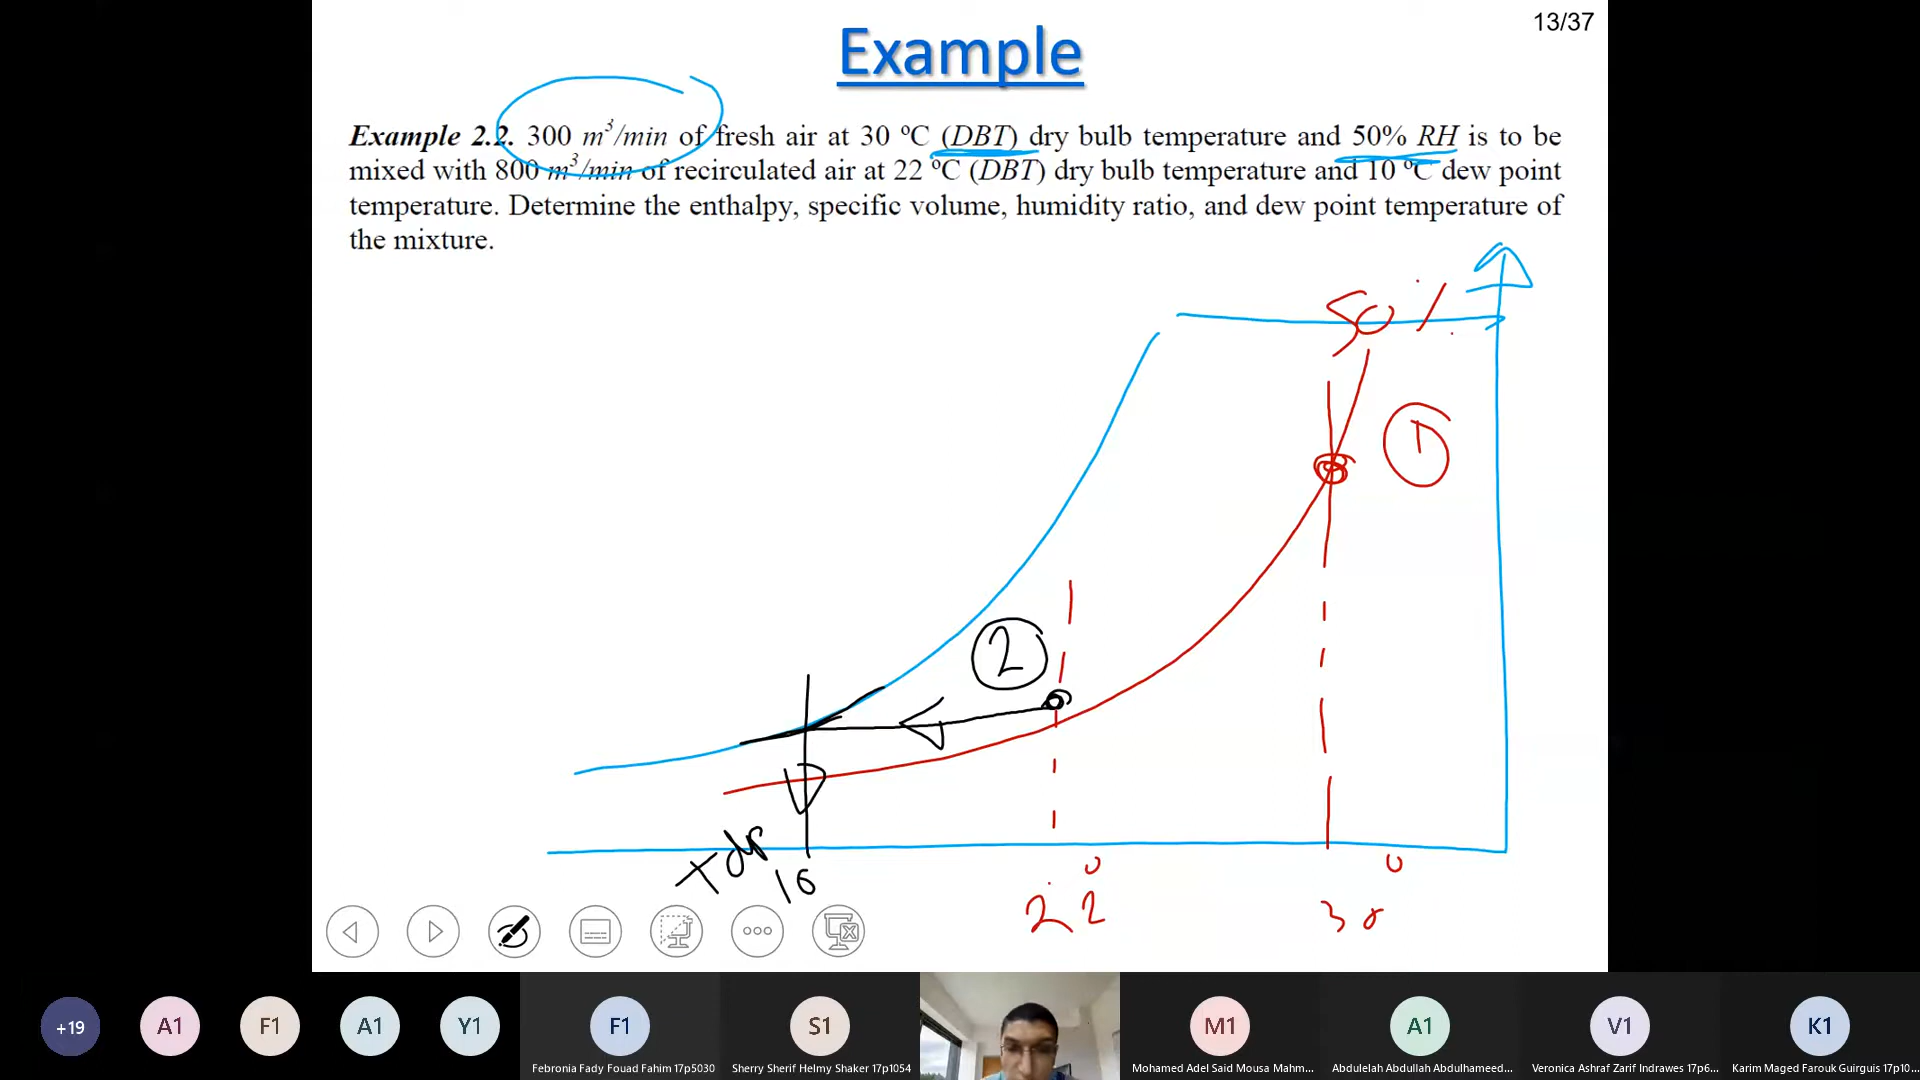 13/37
Example
Example 2.2. 300 m³/min of fresh air at 30 ºC (DBT) dry bulb temperature and 50% RH is to be
mixed with 800 m³/min of recirculated air at 22 ºC (DBT) dry bulb temperature and 10 ºC dew point
temperature. Determine the enthalpy, specific volume, humidity ratio, and dew point temperature of
the mixture.
50 %
1
2
Tdp
10
22°
30°
+19
A1
F1
A1
Y1
F1
S1
M1
A1
V1
K1
Febronia Fady Fouad Fahim 17p5030
Sherry Sherif Helmy Shaker 17p1054
Mohamed Adel Said Mousa Mahm...
Abdulelah Abdullah Abdulhameed...
Veronica Ashraf Zarif Indrawes 17p6...
Karim Maged Farouk Guirguis 17p10...